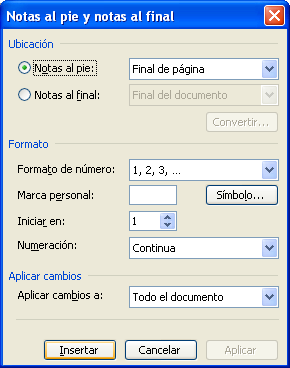 Notas al pie y notas al final
Ubicación
Notas al pie: Final de página
Notas al final: Final del documento
Convertir...
Formato
Formato de número: 1, 2, 3, ...
Marca personal: Símbolo...
Iniciar en: 1
Numeración: Continua
Aplicar cambios
Aplicar cambios a: Todo el documento
Insertar Cancelar Aplicar